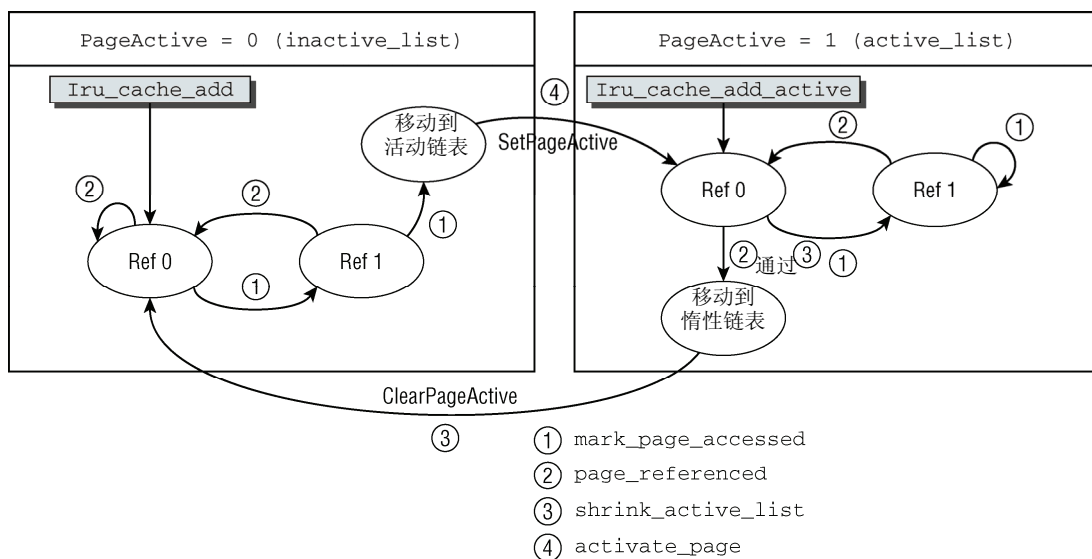 PageActive = 0 (inactive_list)
Iru_cache_add
移动到
活动链表
②
②
Ref 0
Ref 1
①
①
④
SetPageActive
PageActive = 1 (active_list)
Iru_cache_add_active
②
①
Ref 0
Ref 1
②通过③
①
移动到
惰性链表
ClearPageActive
③
① mark_page_accessed
② page_referenced
③ shrink_active_list
④ activate_page